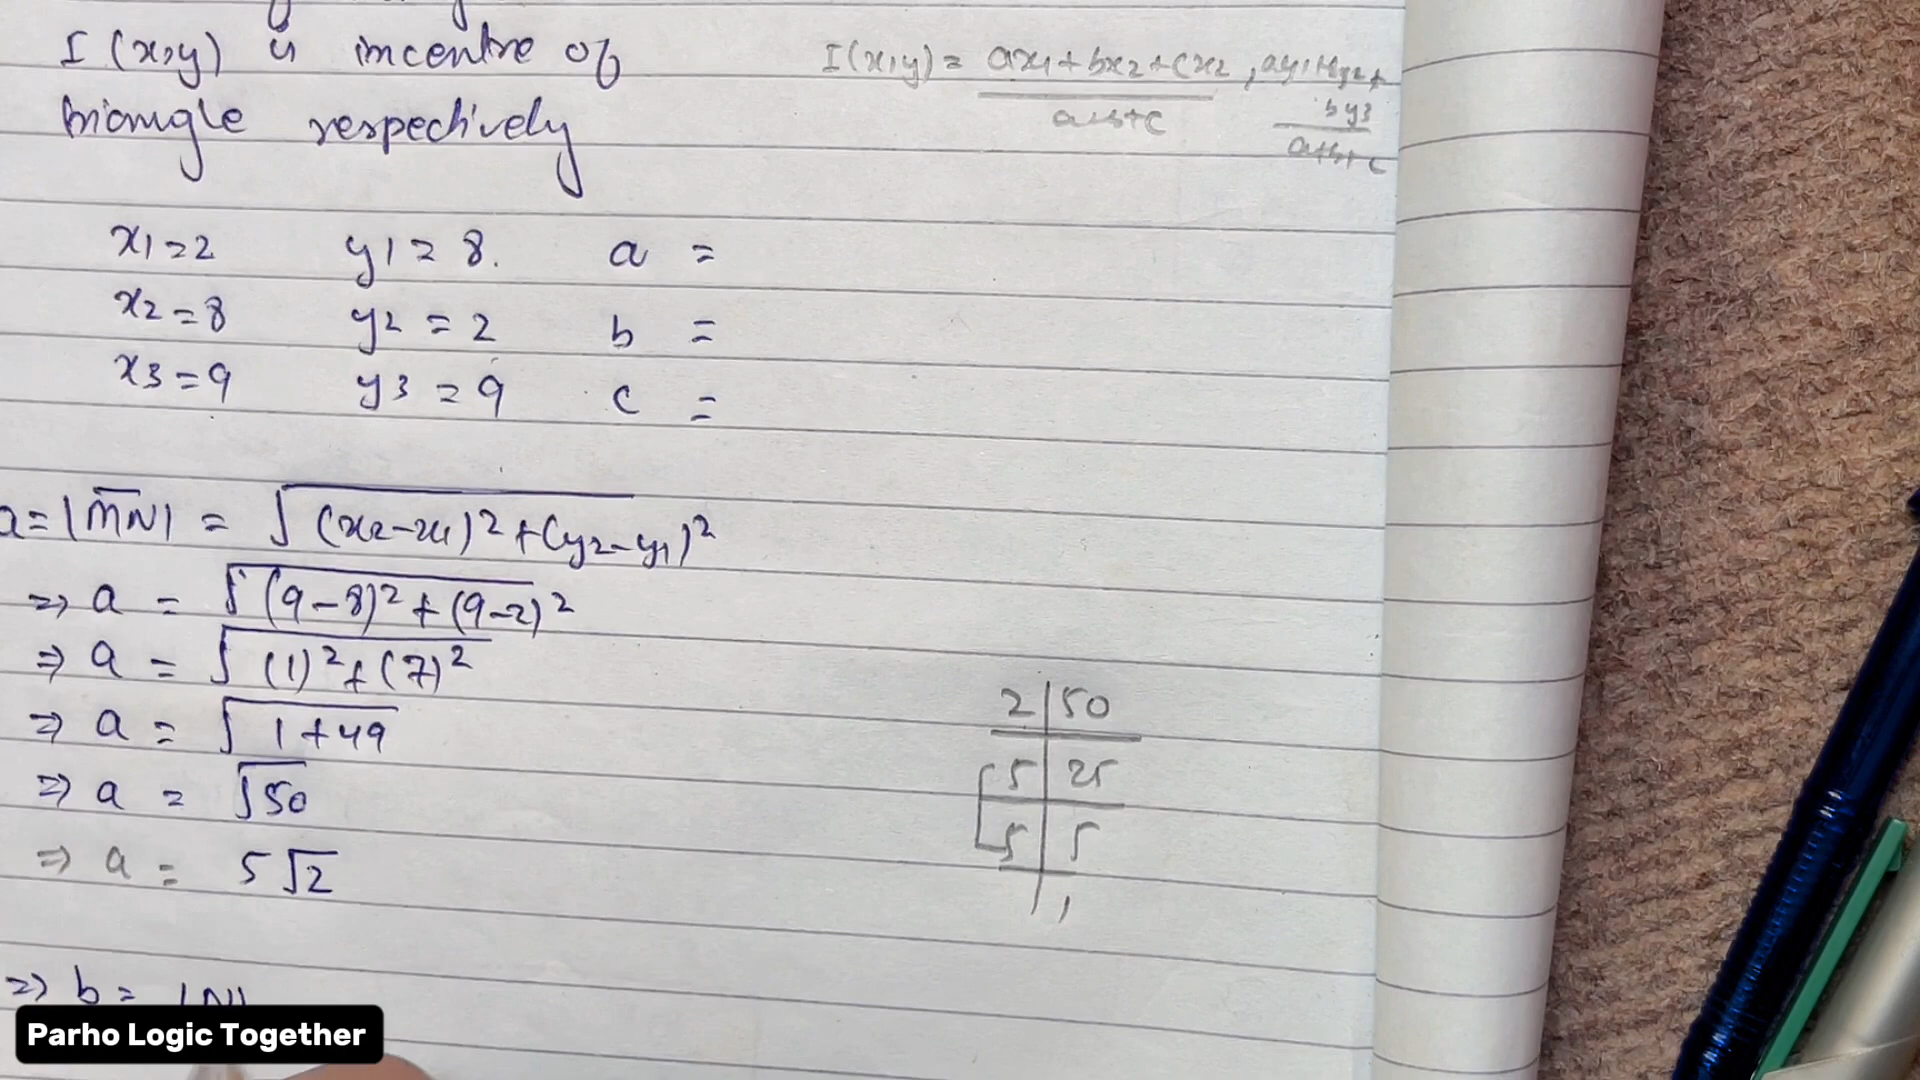 I (x,y) is incentre of
triangle respectively
I(x,y) = ax1+bx2+cx2 / a+b+c , ay1+by2+
by3
a+b+c
x1=2 y1=8. a =
x2=8 y2=2 b =
x3=9 y3=9 c =
a=|MN| = √(x2-x1)²+(y2-y1)²
=> a = √(9-8)²+(9-2)²
=> a = √(1)²+(7)²
=> a = √1+49
=> a = √50
=> a = 5√2
2|50
5|25
5|5
|1
=> b = |N|
Parho Logic Together